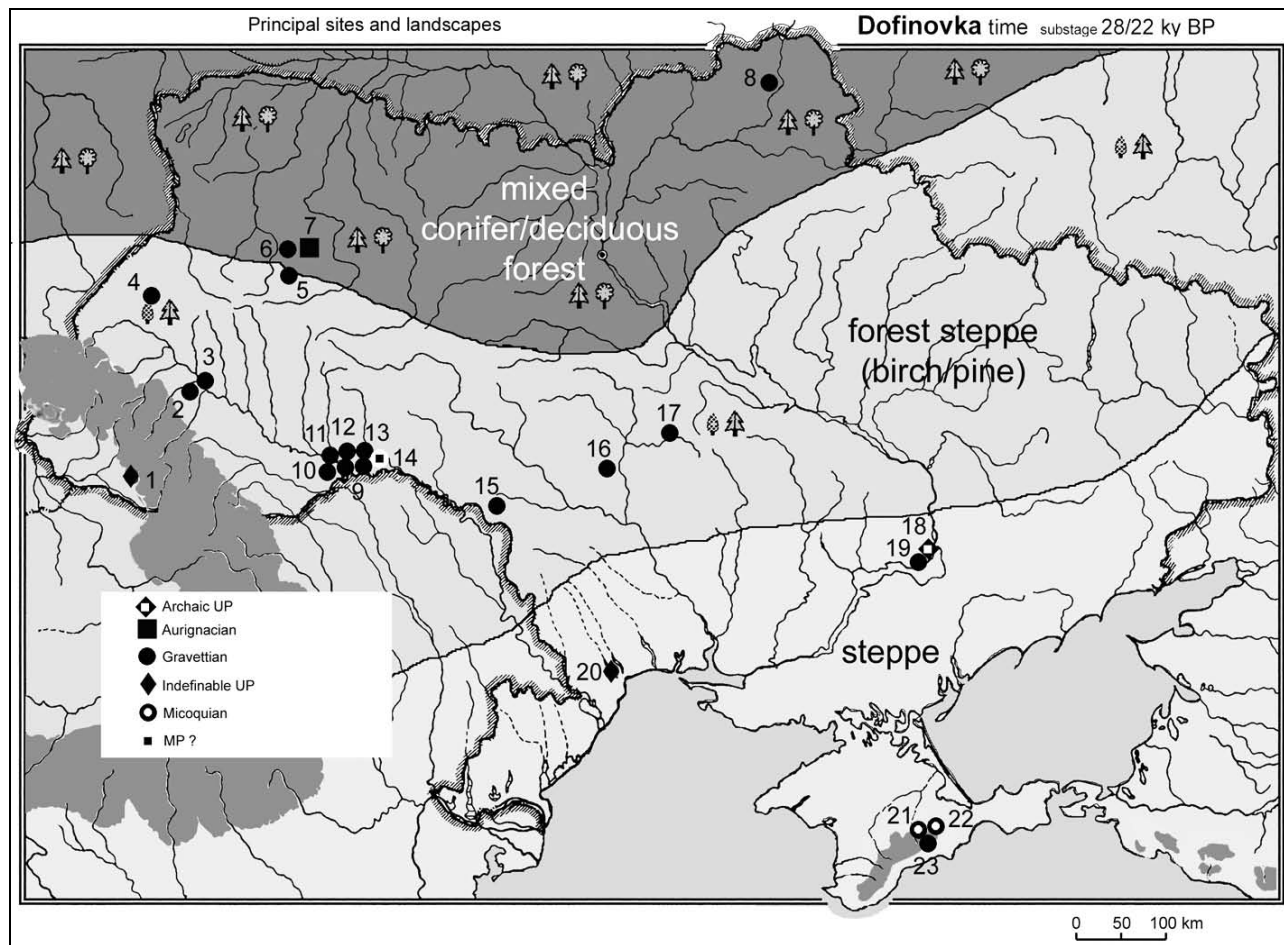 Principal sites and landscapes
Dofinovka time substage 28/22 ky BP
8
mixed
conifer/deciduous
forest
7
6
5
4
forest steppe
(birch/pine)
3
2
17
11
12
13
14
16
10
9
1
15
18
19
Archaic UP
Aurignacian
Gravettian
Indefinable UP
Micoquian
MP ?
steppe
20
21
22
23
0 50 100 km